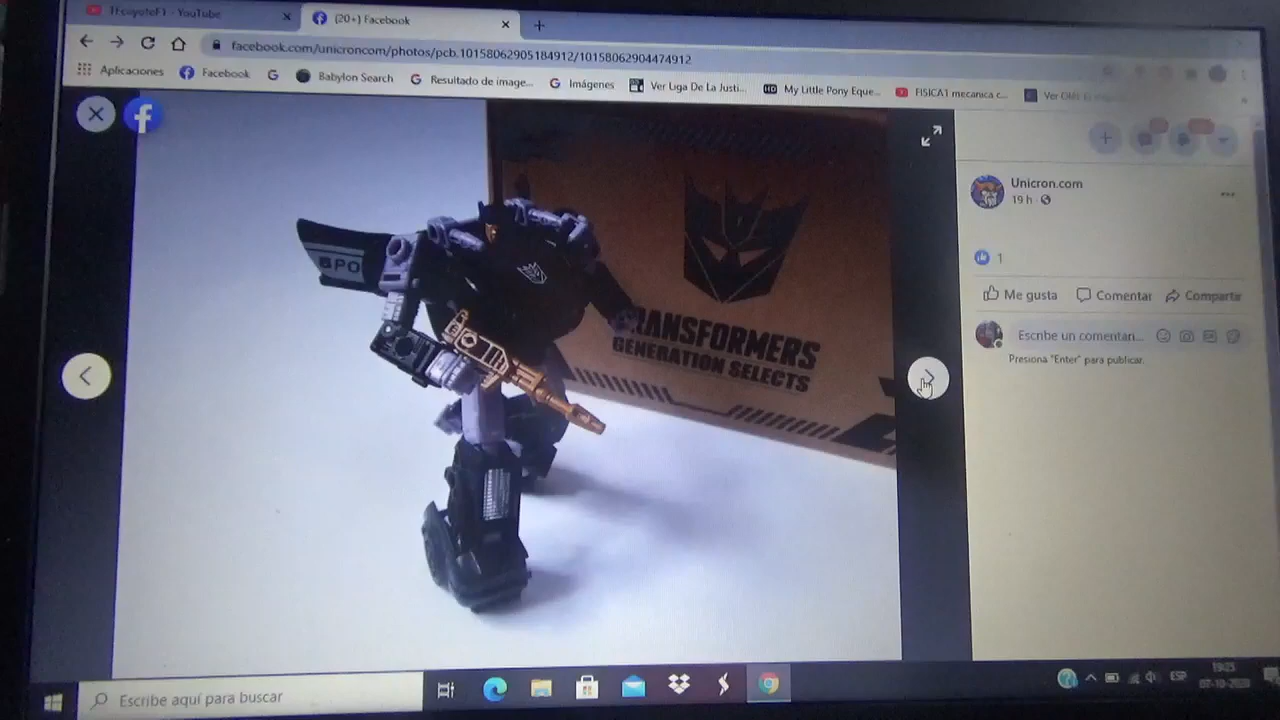 YouTube
(20+) Facebook
facebook.com/unicroncom/photos/pcb.10158062905184912/10158062904474912
Aplicaciones
Facebook
Babylon Search
Resultado de image...
Imágenes
Ver Liga De La Justi...
My Little Pony Eque...
FISICA1 mecanica c...
Unicron.com
19 h
1
Me gusta
Comentar
Compartir
Escribe un comentari...
Presiona "Enter" para publicar.
TRANSFORMERS
GENERATION SELECTS
Escribe aquí para buscar
ESP